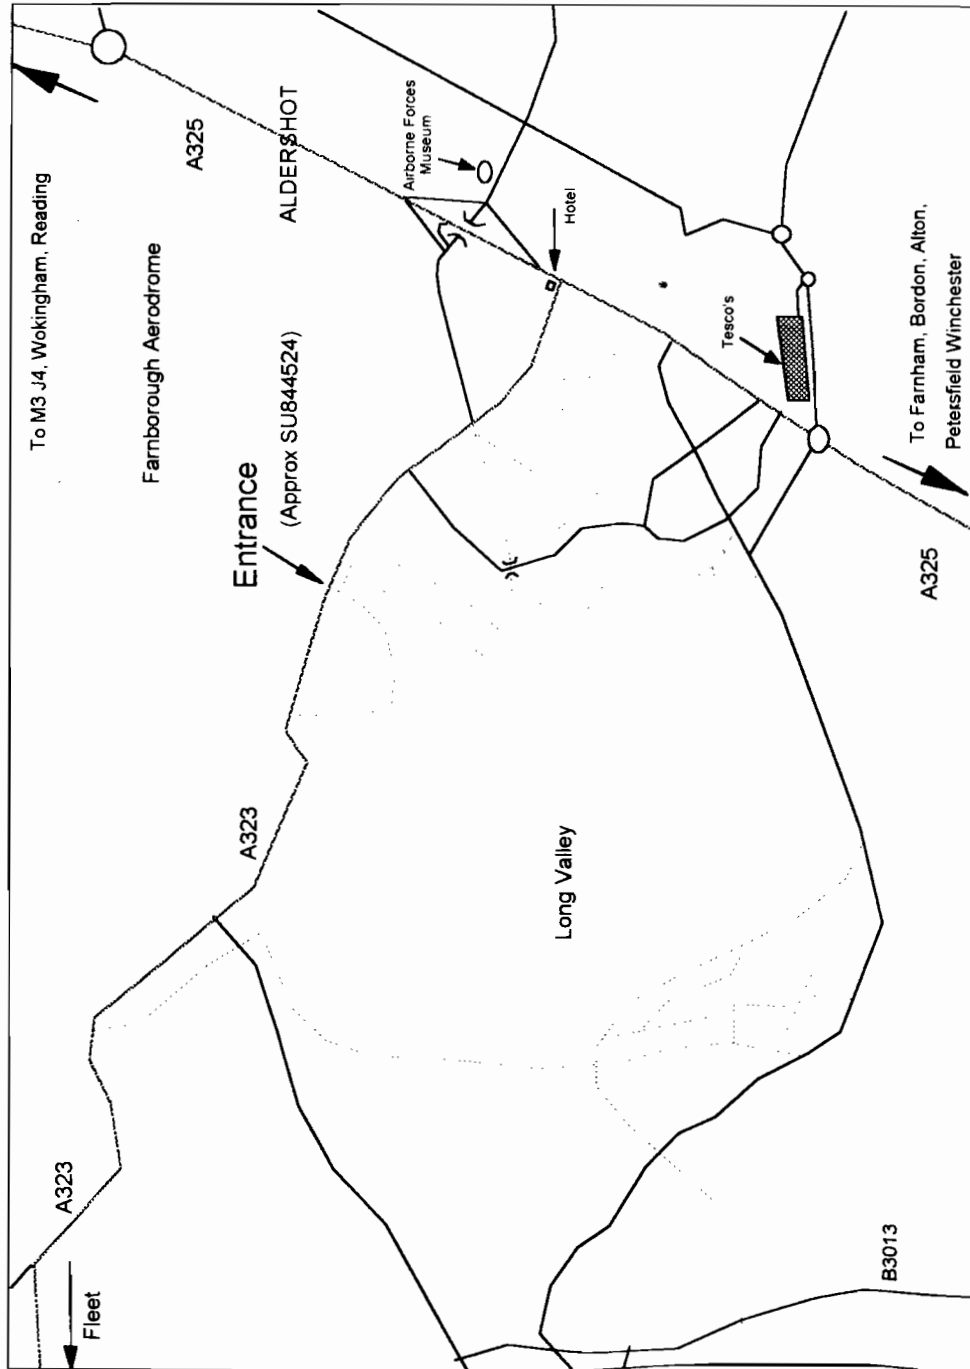 To M3 J4, Wokingham, Reading
A325
Farnborough Aerodrome
ALDERSHOT
Airborne Forces
Museum
Entrance
(Approx SU844524)
Hotel
A323
Tesco's
Long Valley
A323
Fleet
To Farnham, Bordon, Alton,
Petersfield Winchester
A325
B3013